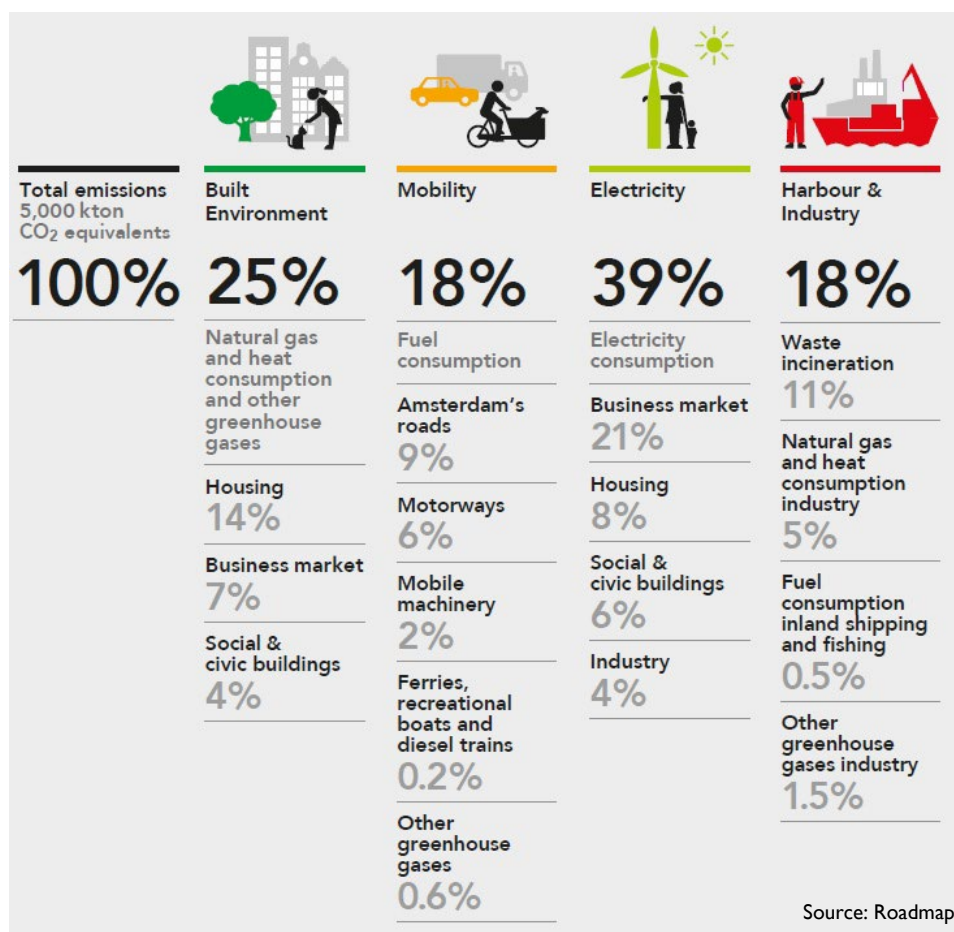 Total emissions
5,000 kton
CO2 equivalents
100%
Built
Environment
25%
Natural gas
and heat
consumption
and other
greenhouse
gases
Housing
14%
Business market
7%
Social &
civic buildings
4%
Mobility
18%
Fuel
consumption
Amsterdam's
roads
9%
Motorways
6%
Mobile
machinery
2%
Ferries,
recreational
boats and
diesel trains
0.2%
Other
greenhouse
gases
0.6%
Electricity
39%
Electricity
consumption
Business market
21%
Housing
8%
Social &
civic buildings
6%
Industry
4%
Harbour &
Industry
18%
Waste
incineration
11%
Natural gas
and heat
consumption
industry
5%
Fuel
consumption
inland shipping
and fishing
0.5%
Other
greenhouse
gases industry
1.5%
Source: Roadmap